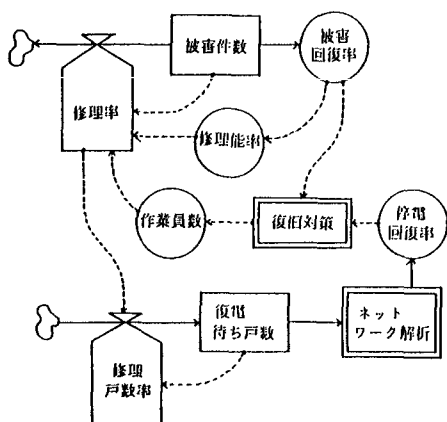 被害件数
被害
回復率
修理率
修理能率
作業員数
復旧対策
停電
回復率
復電
待ち戸数
ネット
ワーク解析
修理
戸数率